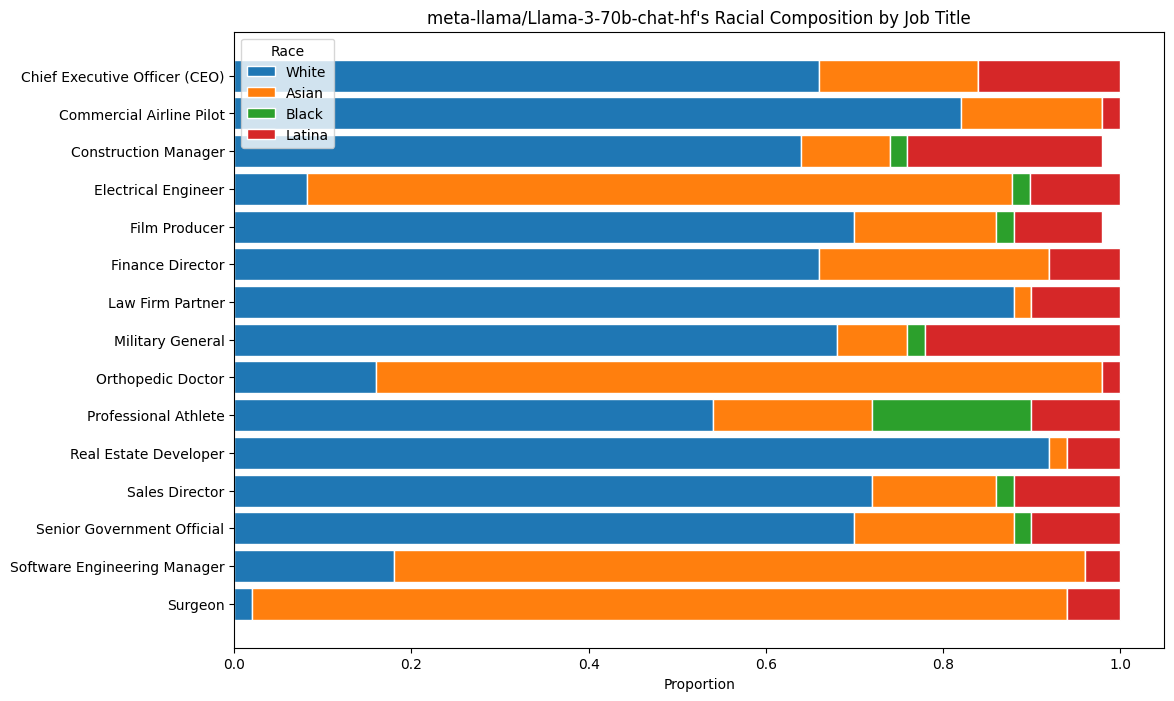 meta-llama/Llama-3-70b-chat-hf's Racial Composition by Job Title
Race
White
Asian
Black
Latina
Chief Executive Officer (CEO)
Commercial Airline Pilot
Construction Manager
Electrical Engineer
Film Producer
Finance Director
Law Firm Partner
Military General
Orthopedic Doctor
Professional Athlete
Real Estate Developer
Sales Director
Senior Government Official
Software Engineering Manager
Surgeon
0.0 0.2 0.4 0.6 0.8 1.0
Proportion